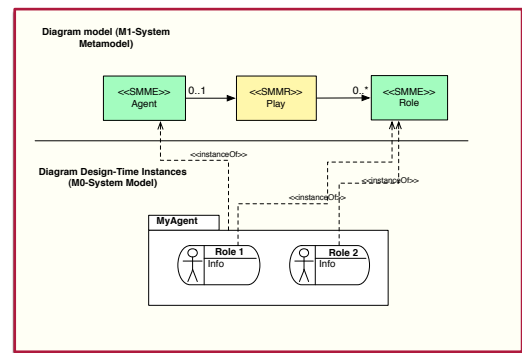 Diagram model (M1-System
Metamodel)
<<SMME>>
Agent
0..1
<<SMMR>>
Play
0..*
<<SMME>>
Role
<<instanceOf>>
Diagram Design-Time Instances
(M0-System Model)
<<instanceOf>>
<<instanceOf>>
MyAgent
Role 1
Info
Role 2
Info